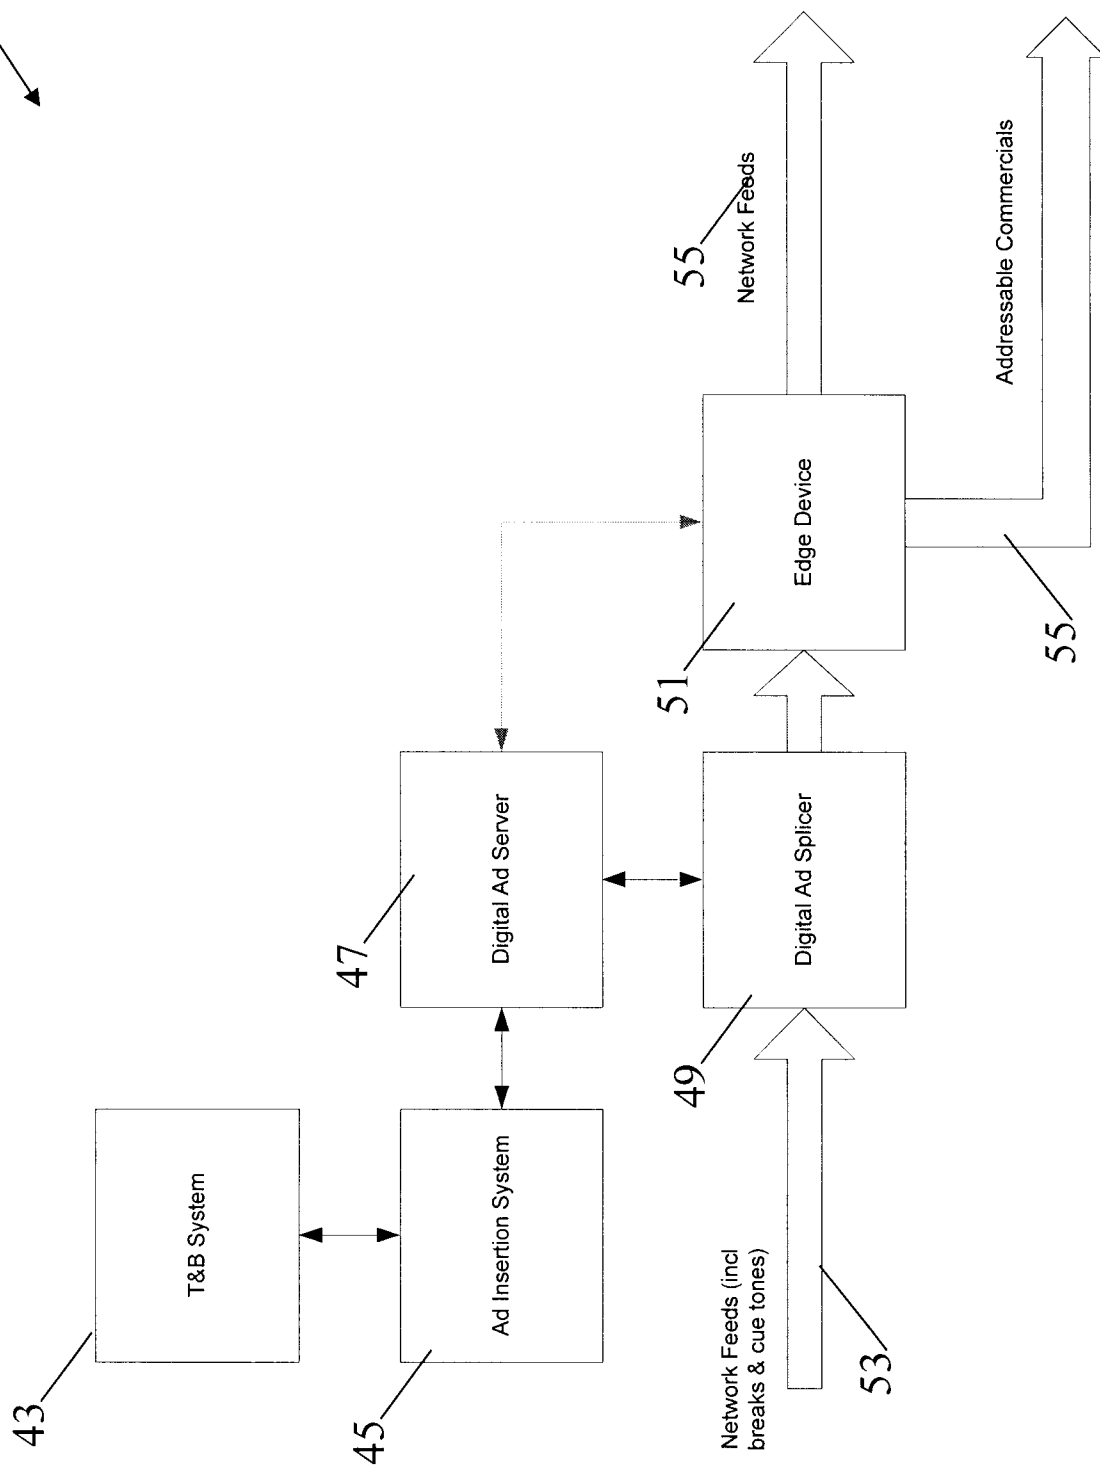 43
T&B System
45
Ad Insertion System
47
Digital Ad Server
Network Feeds (incl
breaks & cue tones)
53
49
Digital Ad Splicer
51
Edge Device
55
Network Feeds
Addressable Commercials
55